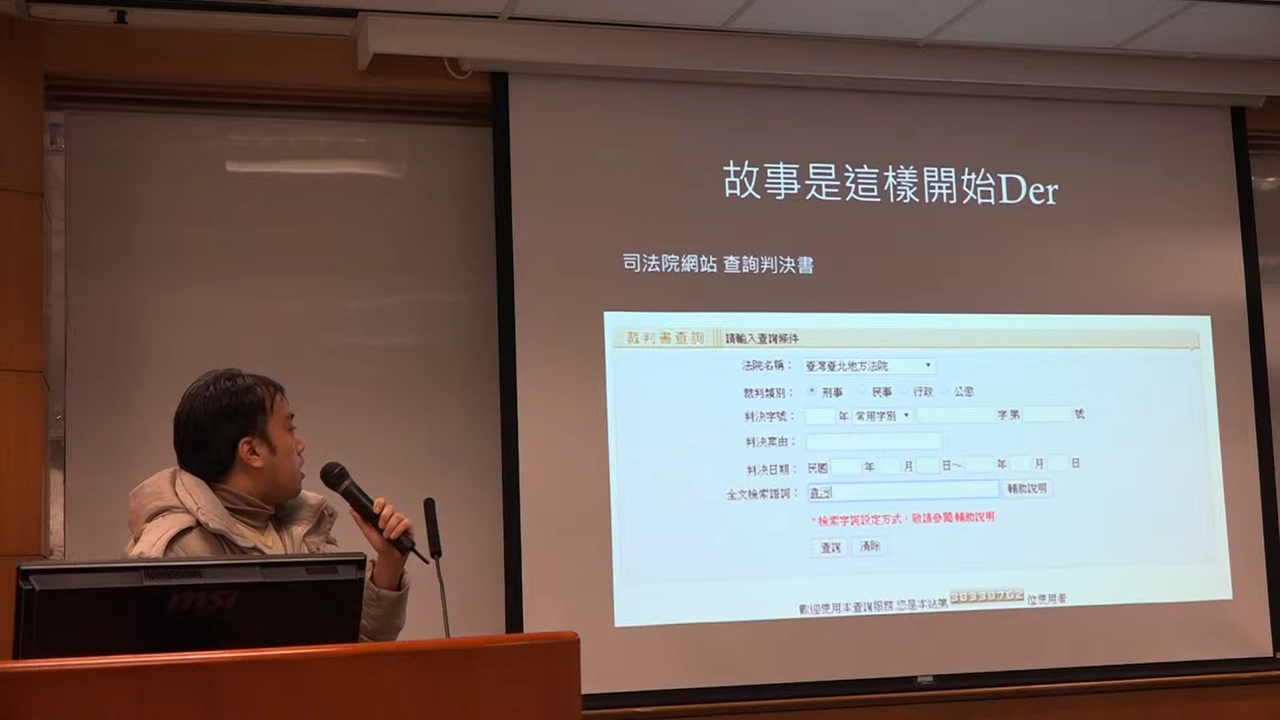 故事是這樣開始Der
司法院網站 查詢判決書
裁判書查詢 請輸入查詢條件
法院名稱： 臺灣臺北地方法院
裁判類別： 刑事 民事 行政 公懲
判決字號： 年 常用字別 字第 號
判決案由：
判決日期： 民國 年 月 日～ 年 月 日
全文檢索語詞： 貪污 輔助說明
*檢索字詞設定方式，敬請參閱輔助說明
查詢 清除
歡迎使用本查詢服務 您是本站第 30330762 位使用者
msi